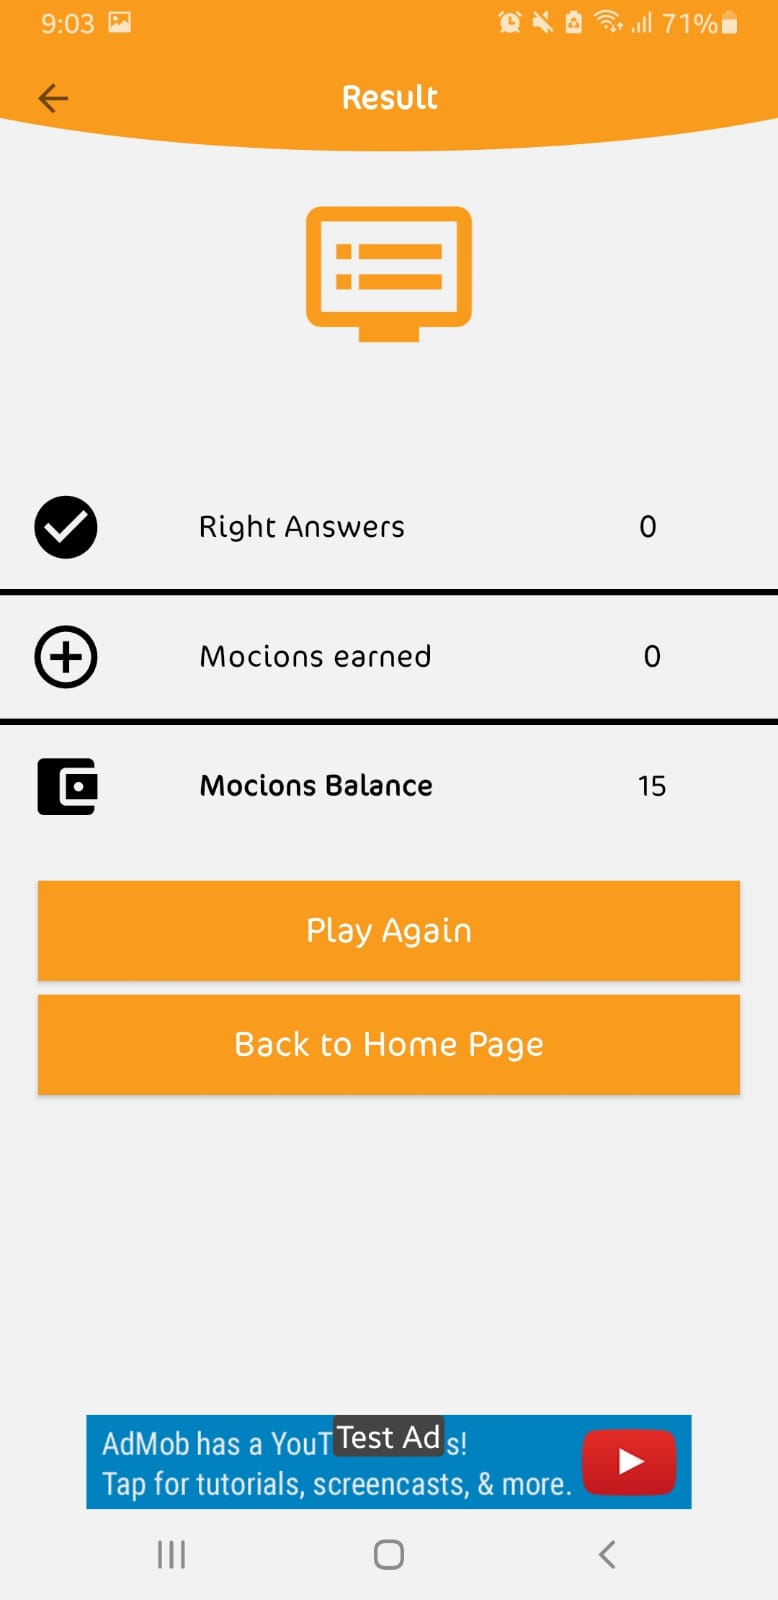 9:03 71%
Result
Right Answers 0
Mocions earned 0
Mocions Balance 15
Play Again
Back to Home Page
AdMob has a YouT Test Ad s!
Tap for tutorials, screencasts, & more.